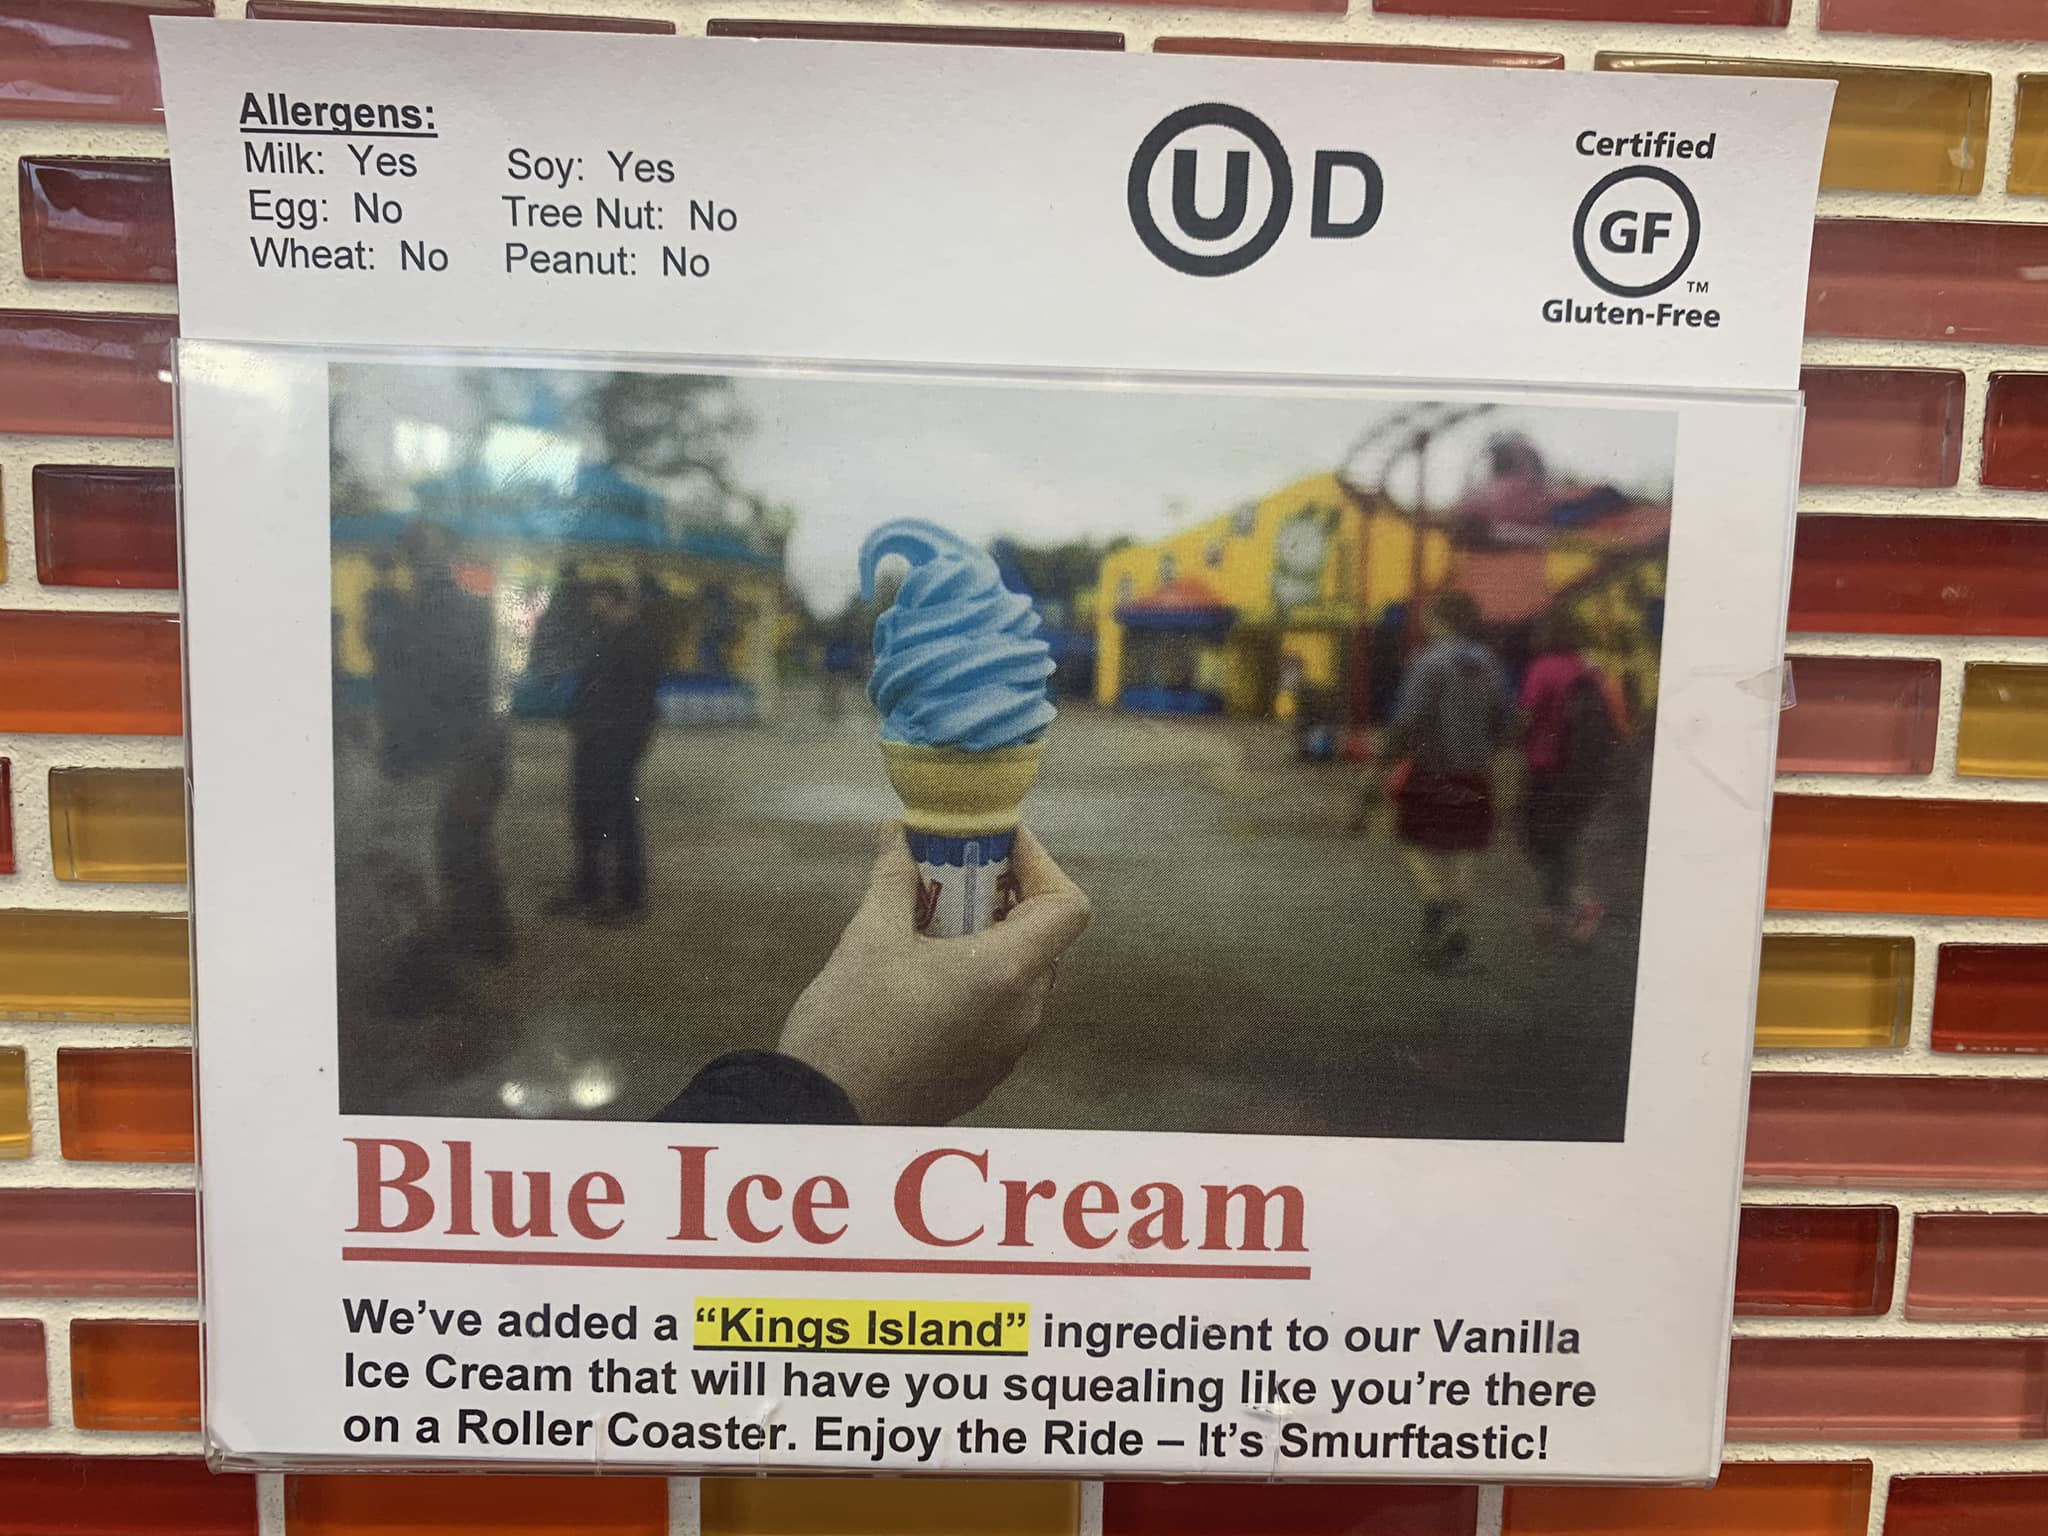 Allergens:
Milk: Yes Soy: Yes
Egg: No Tree Nut: No
Wheat: No Peanut: No
U D
Certified
GF
™
Gluten-Free
Blue Ice Cream
We’ve added a “Kings Island” ingredient to our Vanilla
Ice Cream that will have you squealing like you’re there
on a Roller Coaster. Enjoy the Ride – It’s Smurftastic!